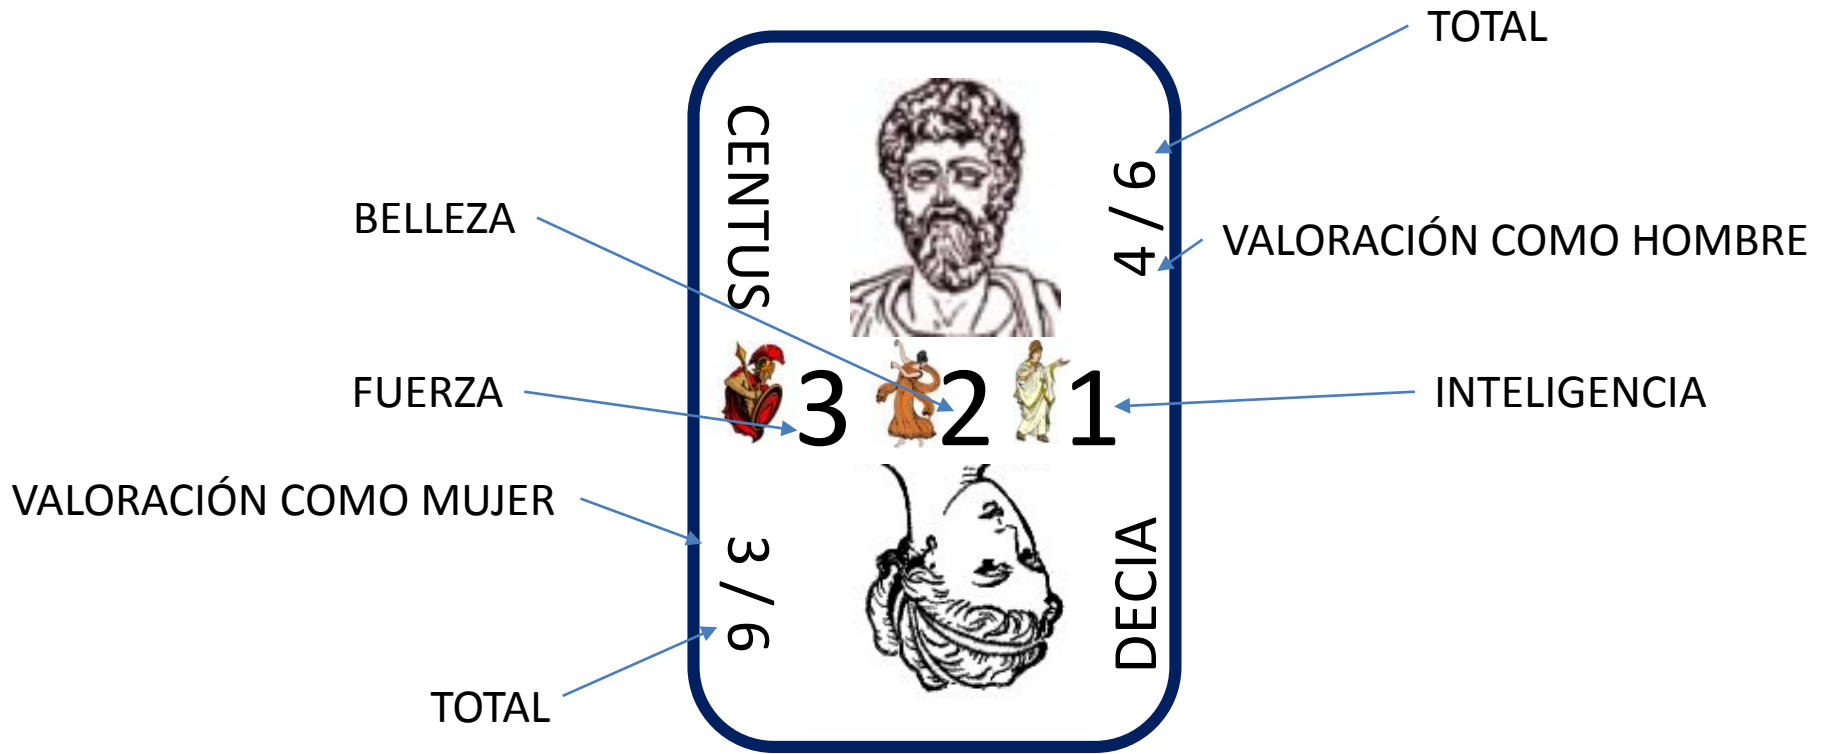 TOTAL
CENTUS
4 / 6
BELLEZA
VALORACIÓN COMO HOMBRE
FUERZA
3 2 1
INTELIGENCIA
VALORACIÓN COMO MUJER
3 / 6
DECIA
TOTAL